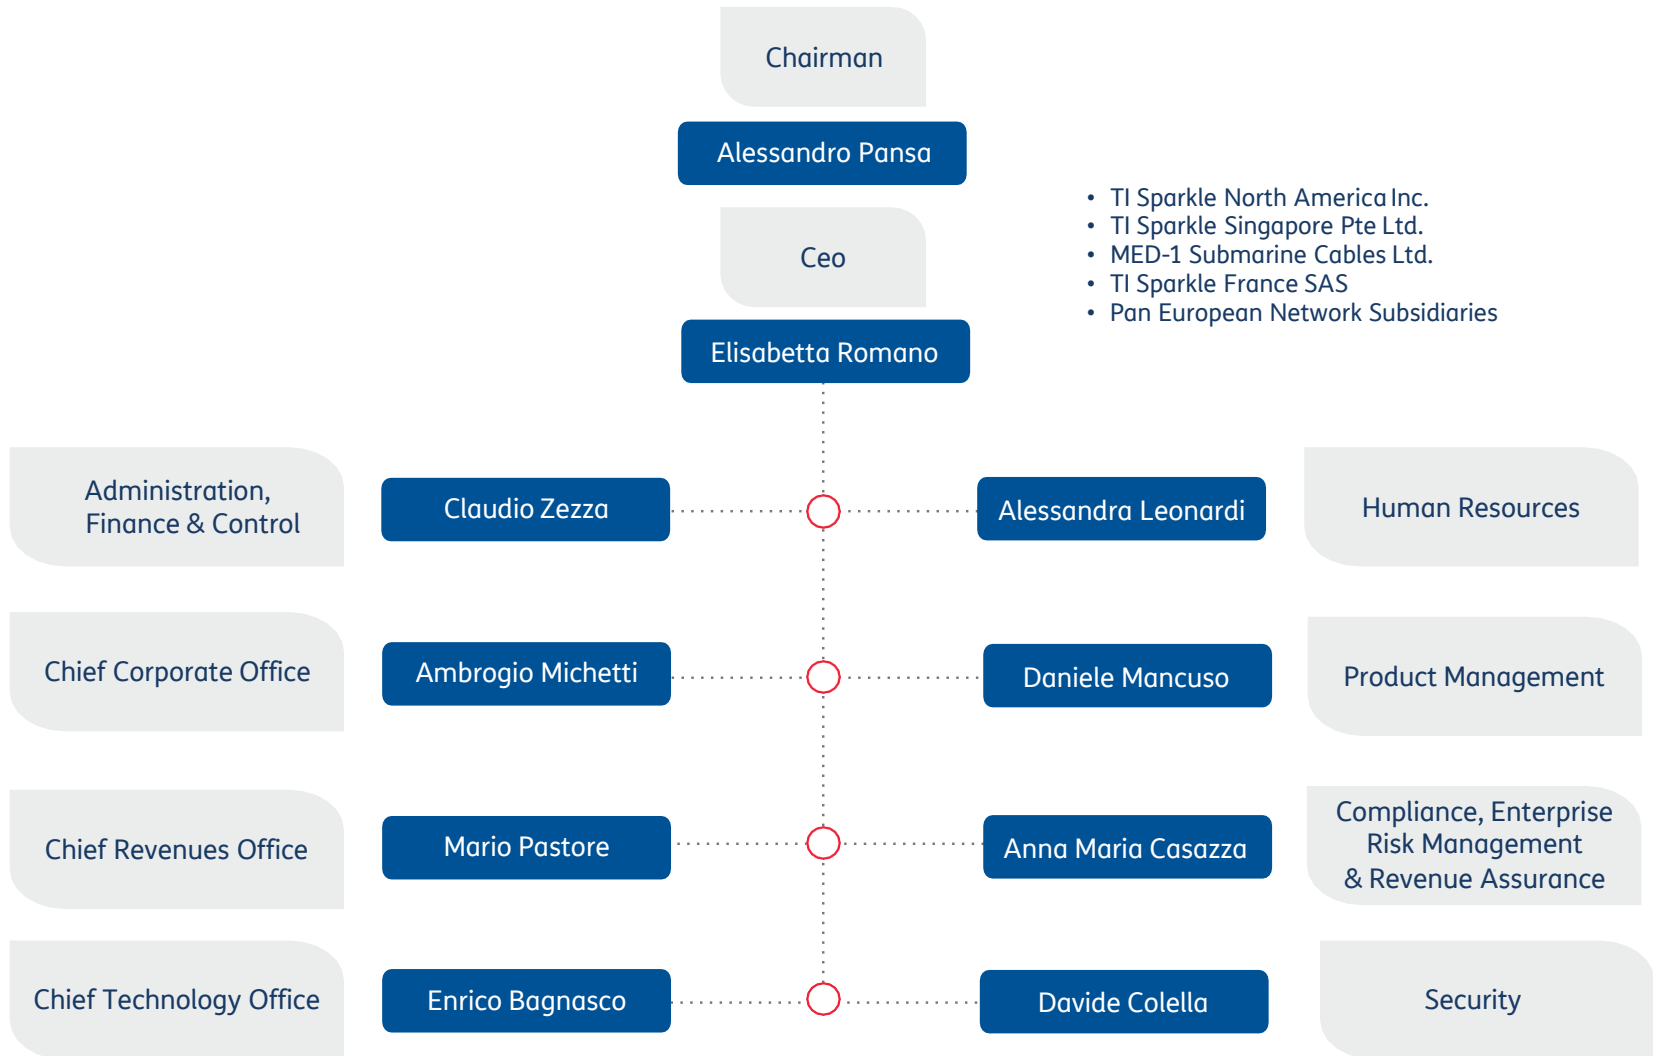 Chairman
Alessandro Pansa
• TI Sparkle North America Inc.
• TI Sparkle Singapore Pte Ltd.
• MED-1 Submarine Cables Ltd.
• TI Sparkle France SAS
• Pan European Network Subsidiaries
Ceo
Elisabetta Romano
Administration,
Finance & Control
Claudio Zezza
Alessandra Leonardi
Human Resources
Chief Corporate Office
Ambrogio Michetti
Daniele Mancuso
Product Management
Chief Revenues Office
Mario Pastore
Anna Maria Casazza
Compliance, Enterprise
Risk Management
& Revenue Assurance
Chief Technology Office
Enrico Bagnasco
Davide Colella
Security